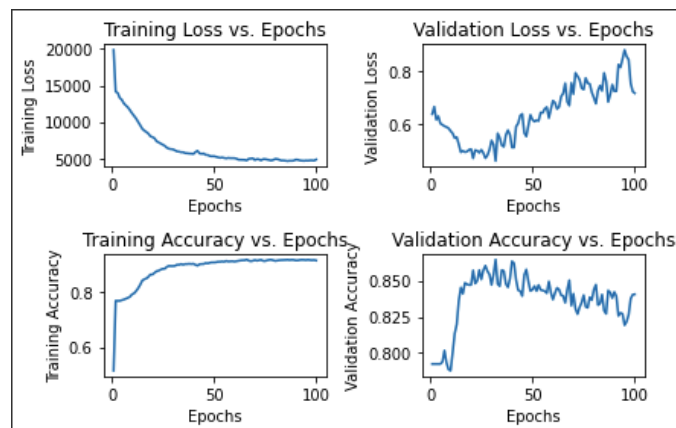 Training Loss vs. Epochs
Training Loss
20000
15000
10000
5000
0
50
100
Epochs
Validation Loss vs. Epochs
Validation Loss
0.8
0.6
0
50
100
Epochs
Training Accuracy vs. Epochs
Training Accuracy
0.8
0.6
0
50
100
Epochs
Validation Accuracy vs. Epochs
Validation Accuracy
0.850
0.825
0.800
0
50
100
Epochs